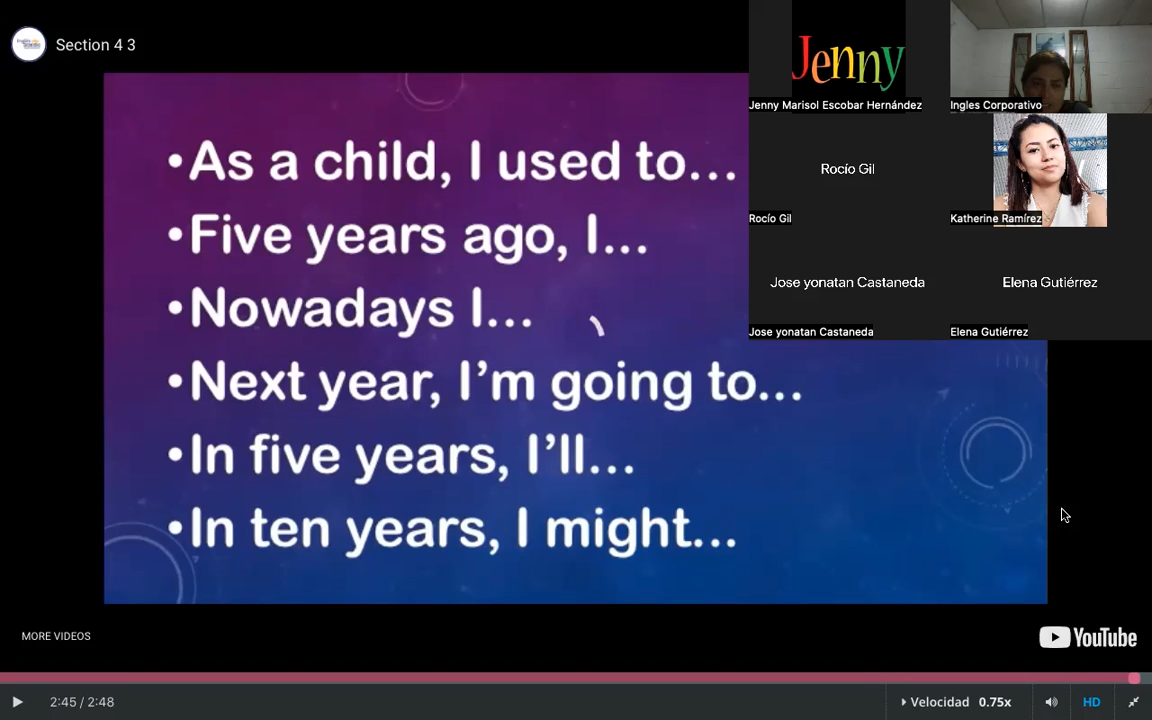 Section 4 3
•As a child, I used to...
•Five years ago, I...
•Nowadays I...
•Next year, I'm going to...
•In five years, I'll...
•In ten years, I might...
Jenny
Jenny Marisol Escobar Hernández
Ingles Corporativo
Rocío Gil
Rocío Gil
Katherine Ramírez
Jose yonatan Castaneda
Jose yonatan Castaneda
Elena Gutiérrez
Elena Gutiérrez
MORE VIDEOS
YouTube
2:45 / 2:48
Velocidad 0.75x
HD